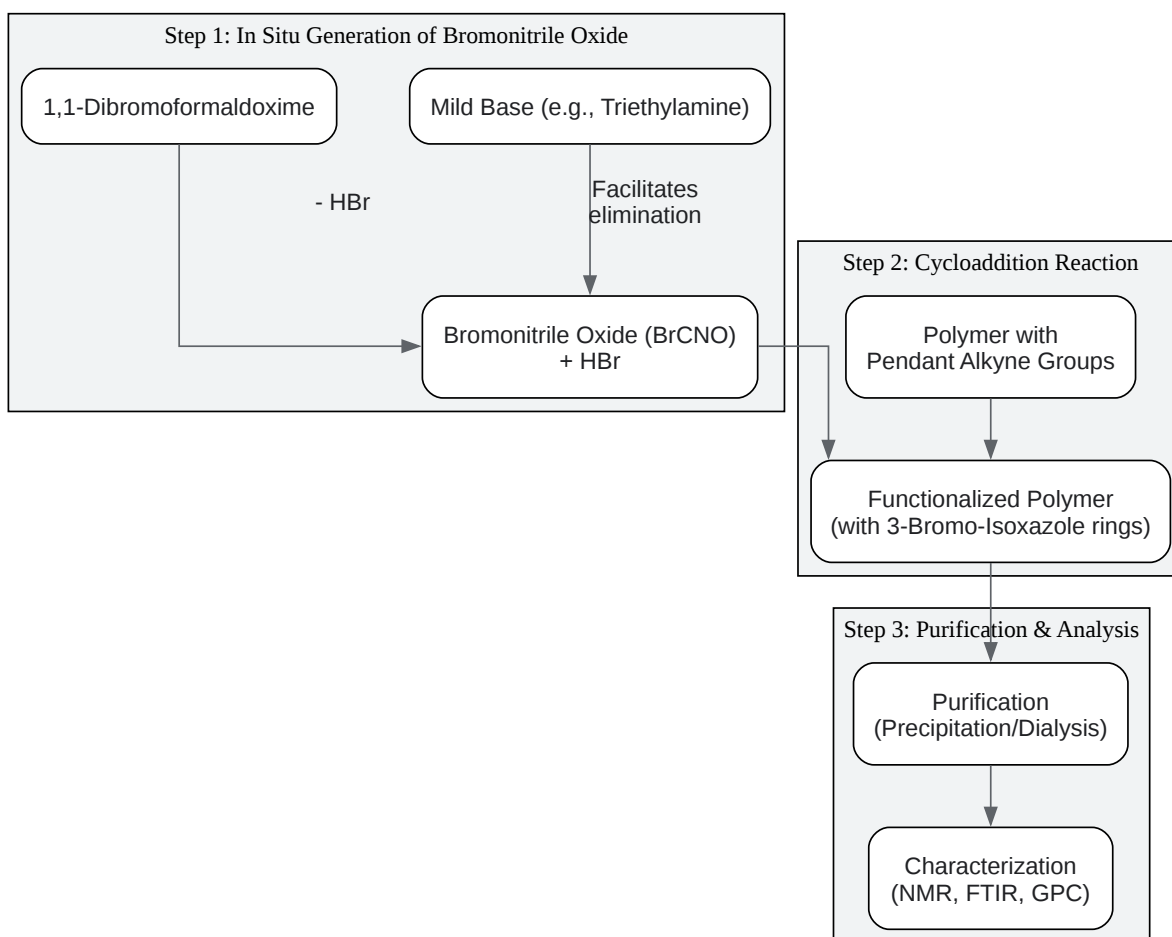 Step 1: In Situ Generation of Bromonitrile Oxide
1,1-Dibromoformaldoxime
Mild Base (e.g., Triethylamine)
- HBr
Facilitates
elimination
Bromonitrile Oxide (BrCNO)
+ HBr
Step 2: Cycloaddition Reaction
Polymer with
Pendant Alkyne Groups
Functionalized Polymer
(with 3-Bromo-Isoxazole rings)
Step 3: Purification & Analysis
Purification
(Precipitation/Dialysis)
Characterization
(NMR, FTIR, GPC)